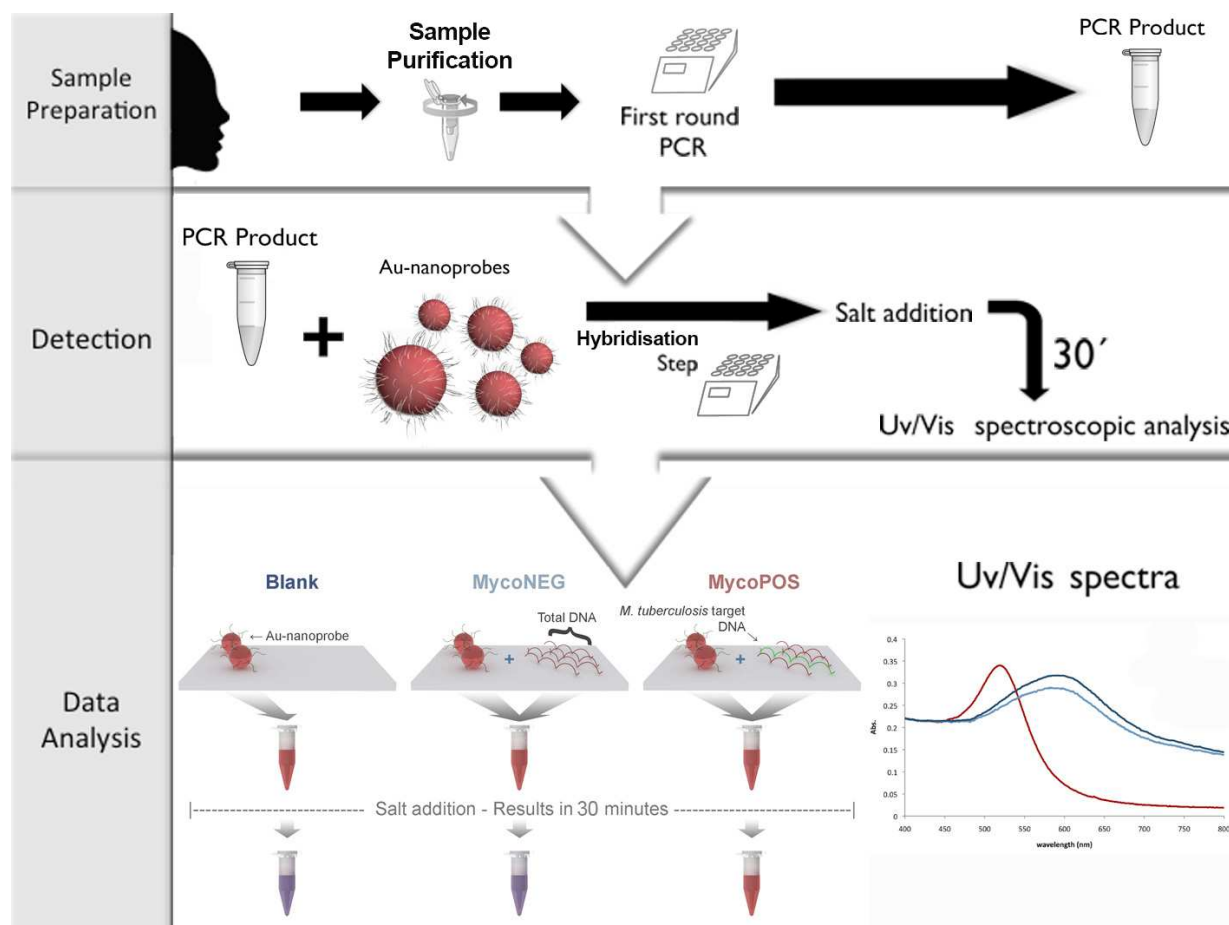 Sample
Preparation
Sample
Purification
First round
PCR
PCR Product
Detection
PCR Product
Au-nanoprobes
Hybridisation
Step
Salt addition
30´
Uv/Vis spectroscopic analysis
Data
Analysis
Blank
← Au-nanoprobe
MycoNEG
Total DNA
+
MycoPOS
M. tuberculosis target
DNA
+
Salt addition - Results in 30 minutes
Uv/Vis spectra
Abs.
0.4
0.35
0.3
0.25
0.2
0.15
0.1
0.05
0
400 450 500 550 600 650 700 750 800
wavelength (nm)